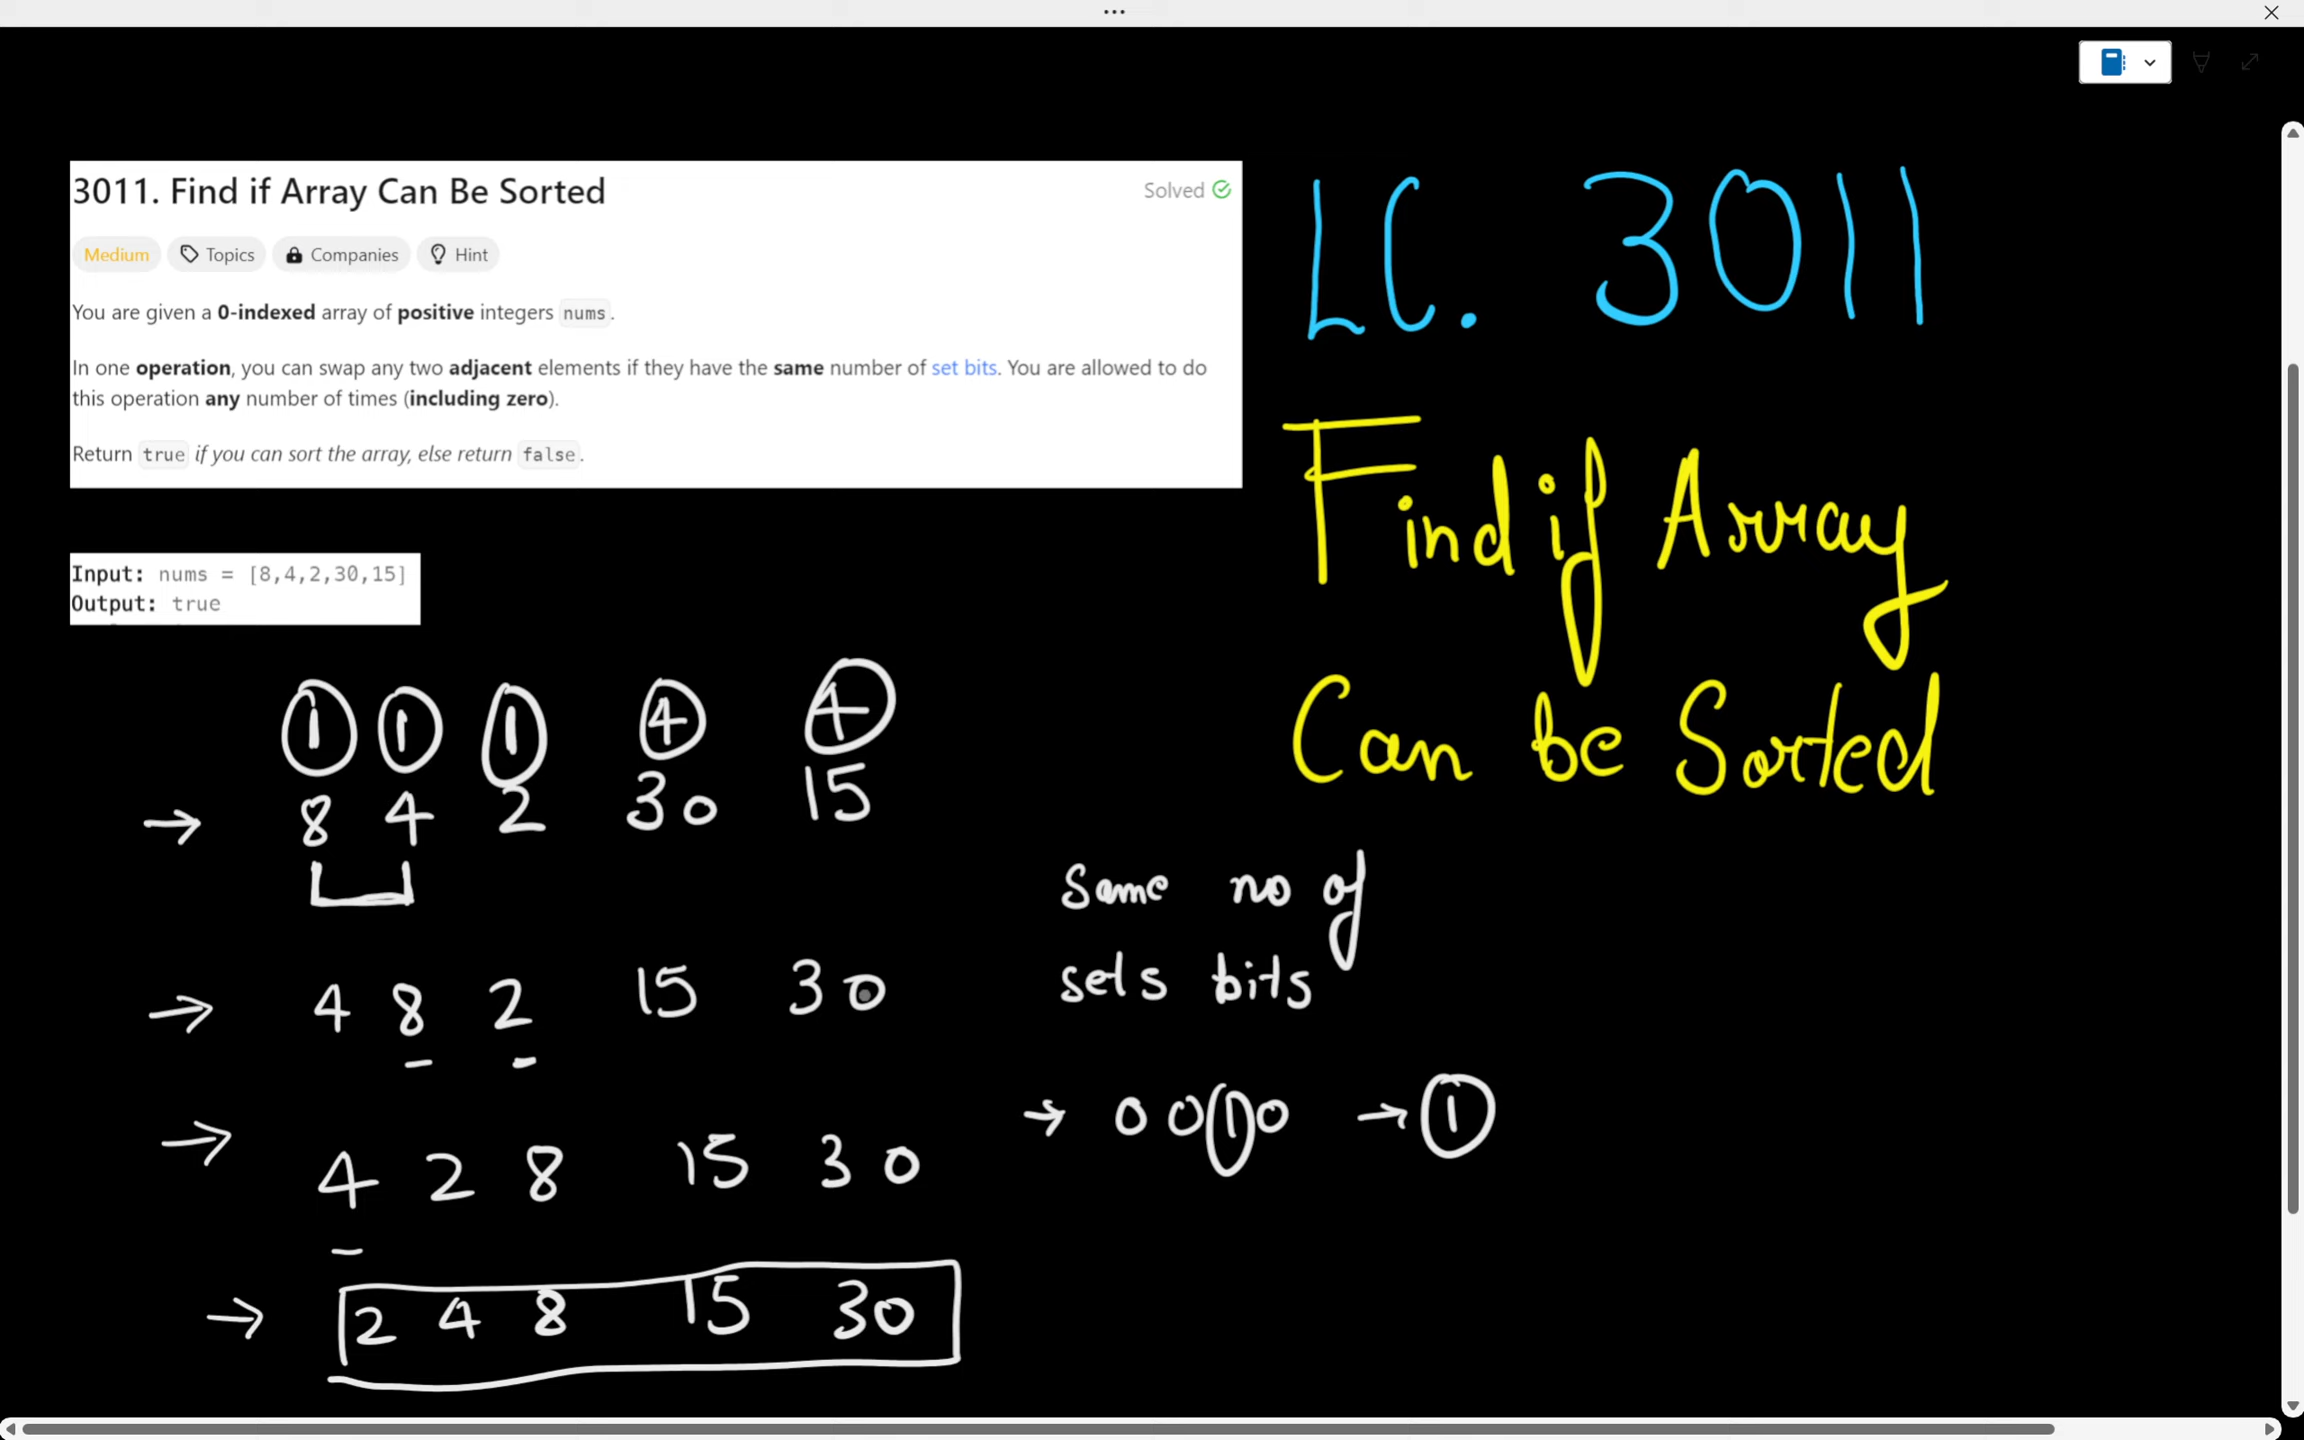 3011. Find if Array Can Be Sorted
Solved
Medium Topics Companies Hint
You are given a 0-indexed array of positive integers nums.
In one operation, you can swap any two adjacent elements if they have the same number of set bits. You are allowed to do
this operation any number of times (including zero).
Return true if you can sort the array, else return false.
LC. 3011
Find if Array
Can be Sorted
Input: nums = [8,4,2,30,15]
Output: true
1 1 1 4 4
→ 8 4 2 30 15
→ 4 8 2 15 30
→ 4 2 8 15 30
→ 2 4 8 15 30
Same no of
sets bits
→ 0010 → 1